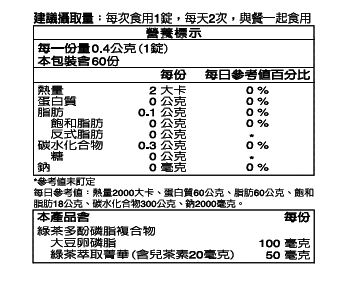 建議攝取量：每次食用1錠，每天2次，與餐一起食用
營養標示
每一份量0.4公克(1錠)
本包裝含60份
每份 每日參考值百分比
熱量 2 大卡 0 %
蛋白質 0 公克 0 %
脂肪 0.1 公克 0 %
飽和脂肪 0 公克 0 %
反式脂肪 0 公克 *
碳水化合物 0.3 公克 0 %
糖 0 公克 *
鈉 0 毫克 0 %
*參考值未訂定
每日參考值：熱量2000大卡、蛋白質60公克、脂肪60公克、飽和
脂肪18公克、碳水化合物300公克、鈉2000毫克。
本產品含 每份
綠茶多酚磷脂複合物
大豆卵磷脂 100 毫克
綠茶萃取菁華(含兒茶素20毫克) 50 毫克